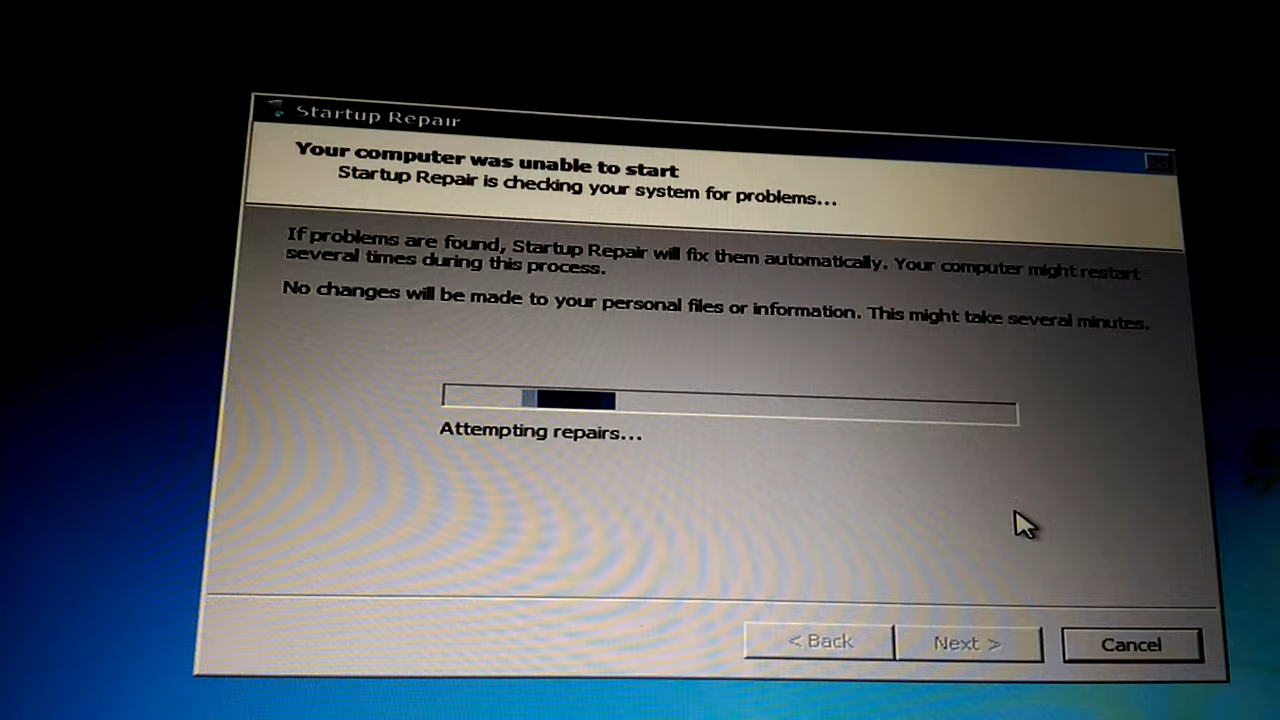 Startup Repair
Your computer was unable to start
Startup Repair is checking your system for problems...
If problems are found, Startup Repair will fix them automatically. Your computer might restart
several times during this process.
No changes will be made to your personal files or information. This might take several minutes.
Attempting repairs...
< Back
Next >
Cancel